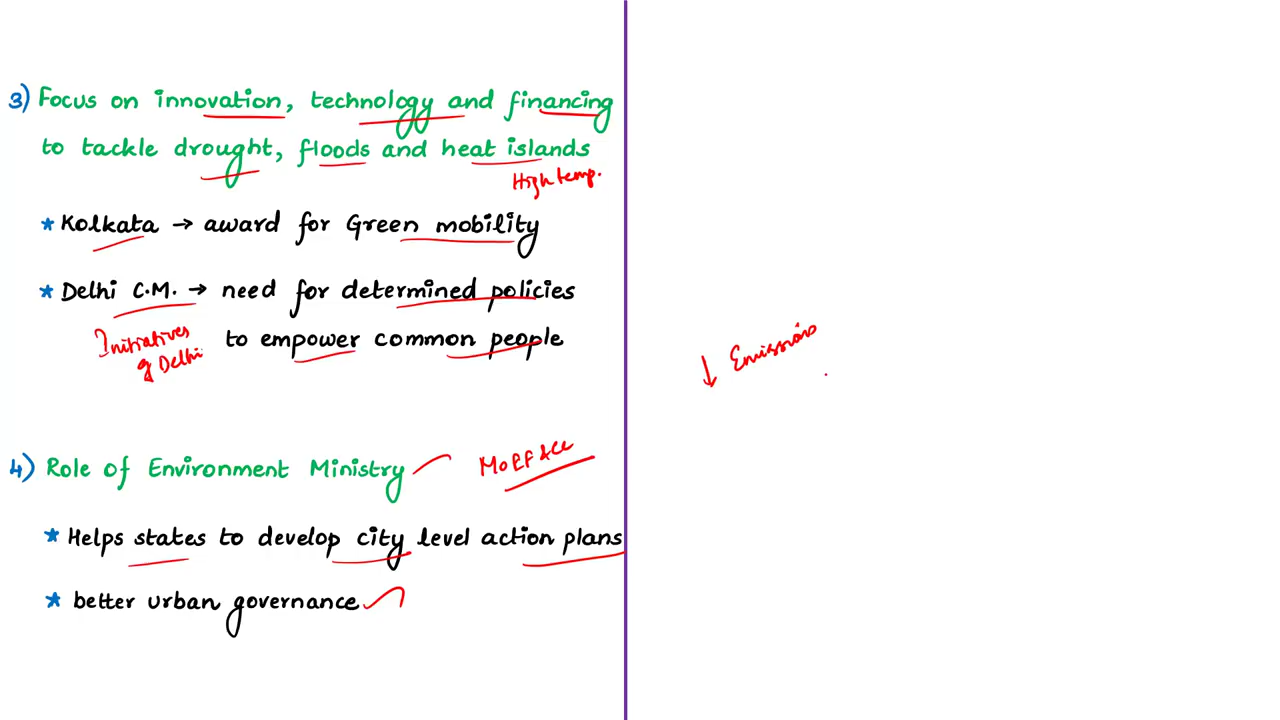 3) Focus on innovation, technology and financing
to tackle drought, floods and heat islands
High temp.
* Kolkata → award for Green mobility
* Delhi C.M. → need for determined policies
to empower common people
Initiatives
of Delhi
↓ Emissions
4) Role of Environment Ministry
MoEF&CC
* Helps states to develop city level action plans
* better urban governance